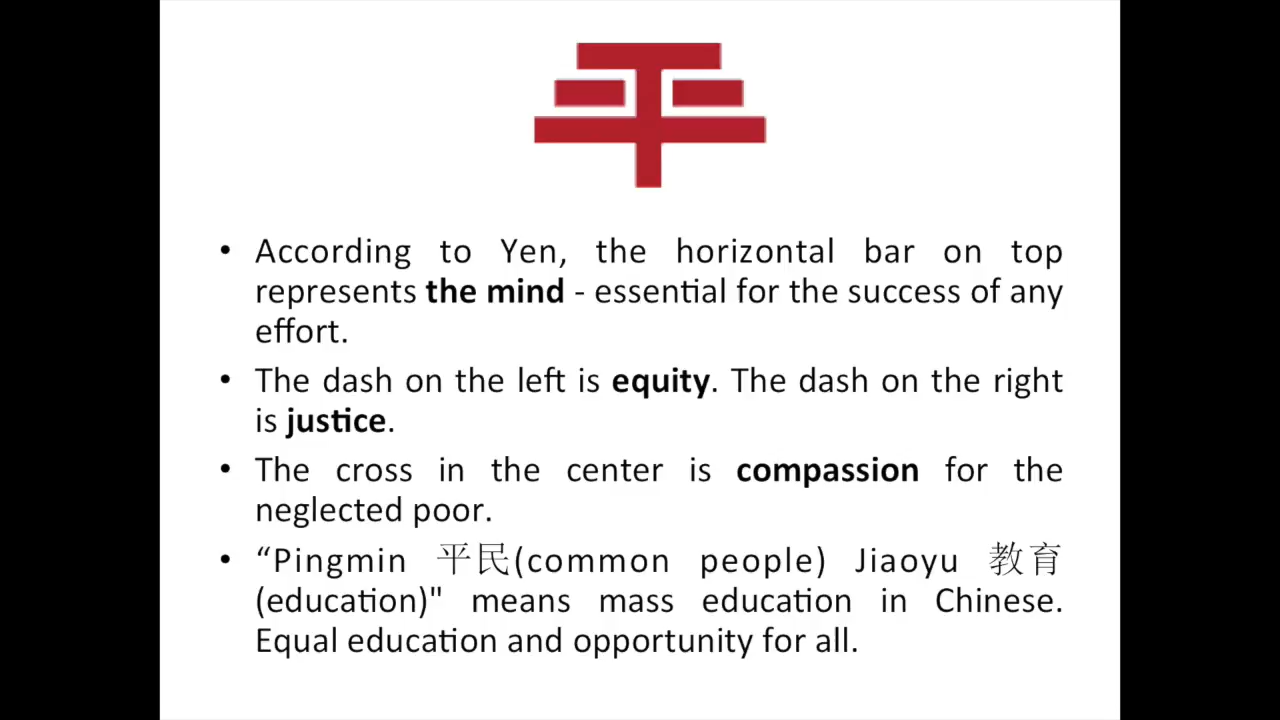 平
• According to Yen, the horizontal bar on top
represents the mind - essential for the success of any
effort.
• The dash on the left is equity. The dash on the right
is justice.
• The cross in the center is compassion for the
neglected poor.
• “Pingmin 平民(common people) Jiaoyu 教育
(education)" means mass education in Chinese.
Equal education and opportunity for all.